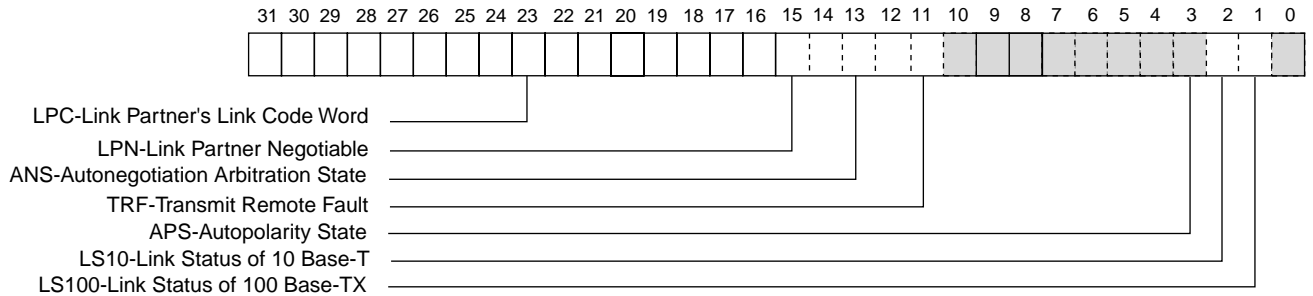 31 30 29 28 27 26 25 24 23 22 21 20 19 18 17 16 15 14 13 12 11 10 9 8 7 6 5 4 3 2 1 0
LPC-Link Partner's Link Code Word
LPN-Link Partner Negotiable
ANS-Autonegotiation Arbitration State
TRF-Transmit Remote Fault
APS-Autopolarity State
LS10-Link Status of 10 Base-T
LS100-Link Status of 100 Base-TX